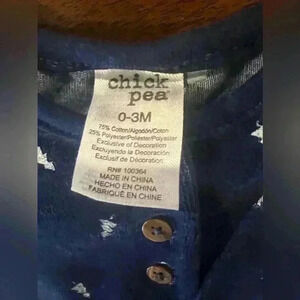 chick
pea
0-3M
75% Cotton/Algodón/Coton
25% Polyester/Poliéster/Polyester
Exclusive of Decoration
Excluyendo la Decoración
Exclusif de Décoration
RN# 100364
MADE IN CHINA
HECHO EN CHINA
FABRIQUÉ EN CHINE